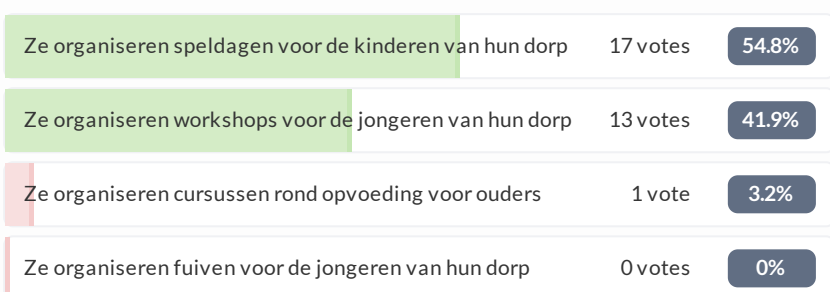 Ze organiseren speldagen voor de kinderen van hun dorp 17 votes 54.8%
Ze organiseren workshops voor de jongeren van hun dorp 13 votes 41.9%
Ze organiseren cursussen rond opvoeding voor ouders 1 vote 3.2%
Ze organiseren fuiven voor de jongeren van hun dorp 0 votes 0%